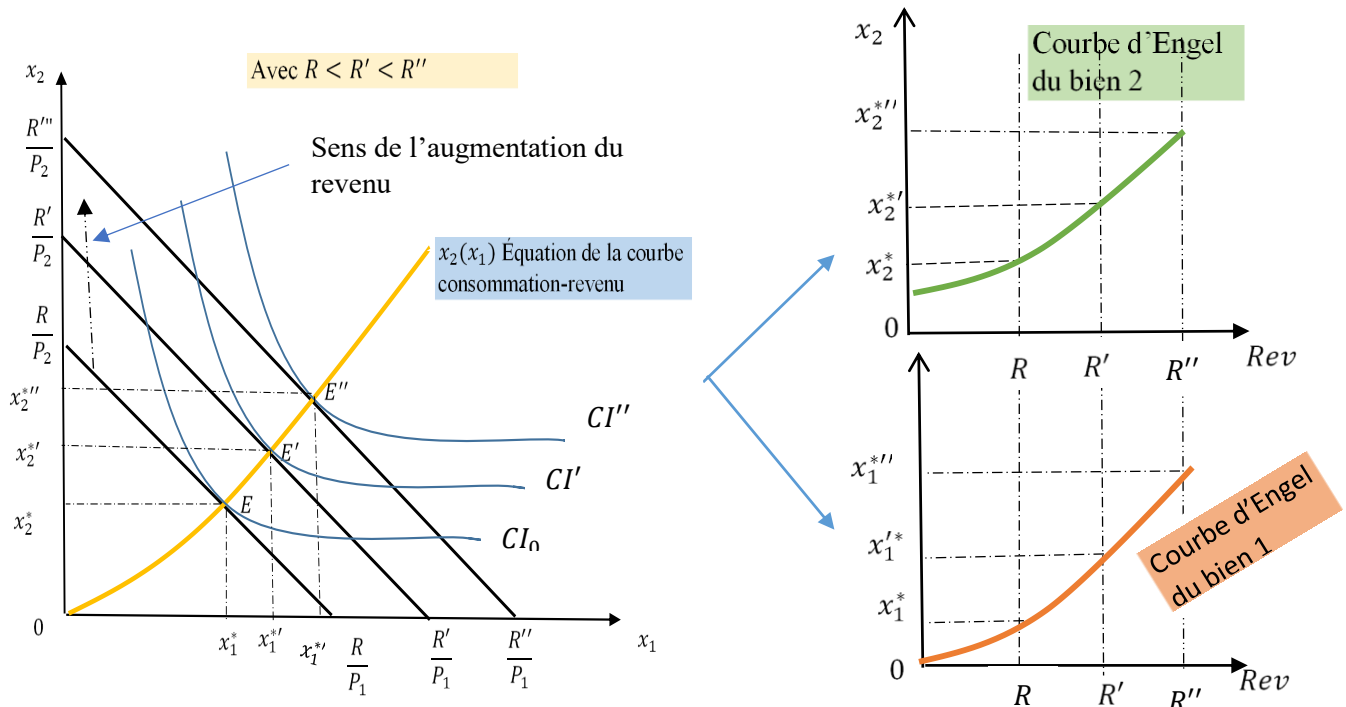 Avec R < R′ < R′′
x₂
R′′′/P₂
Sens de l’augmentation du
revenu
R′/P₂
x₂(x₁) Équation de la courbe
consommation-revenu
R/P₂
x₂*′′
E′′
CI′′
x₂*′
E′
CI′
x₂*
E
CI₀
0
x₁*
x₁*′
x₁*′
R/P₁
R′/P₁
R′′/P₁
x₁
x₂
Courbe d’Engel
du bien 2
x₂*′′
x₂*′
x₂*
0
R
R′
R′′
Rev
x₁*′′
x₁′*
x₁*
Courbe d’Engel
du bien 1
0
R
R′
R′′
Rev